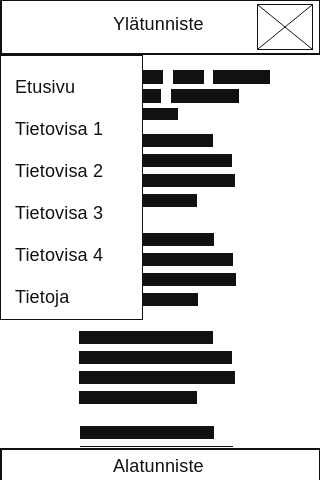 Ylätunniste
Etusivu
Tietovisa 1
Tietovisa 2
Tietovisa 3
Tietovisa 4
Tietoja
Alatunniste